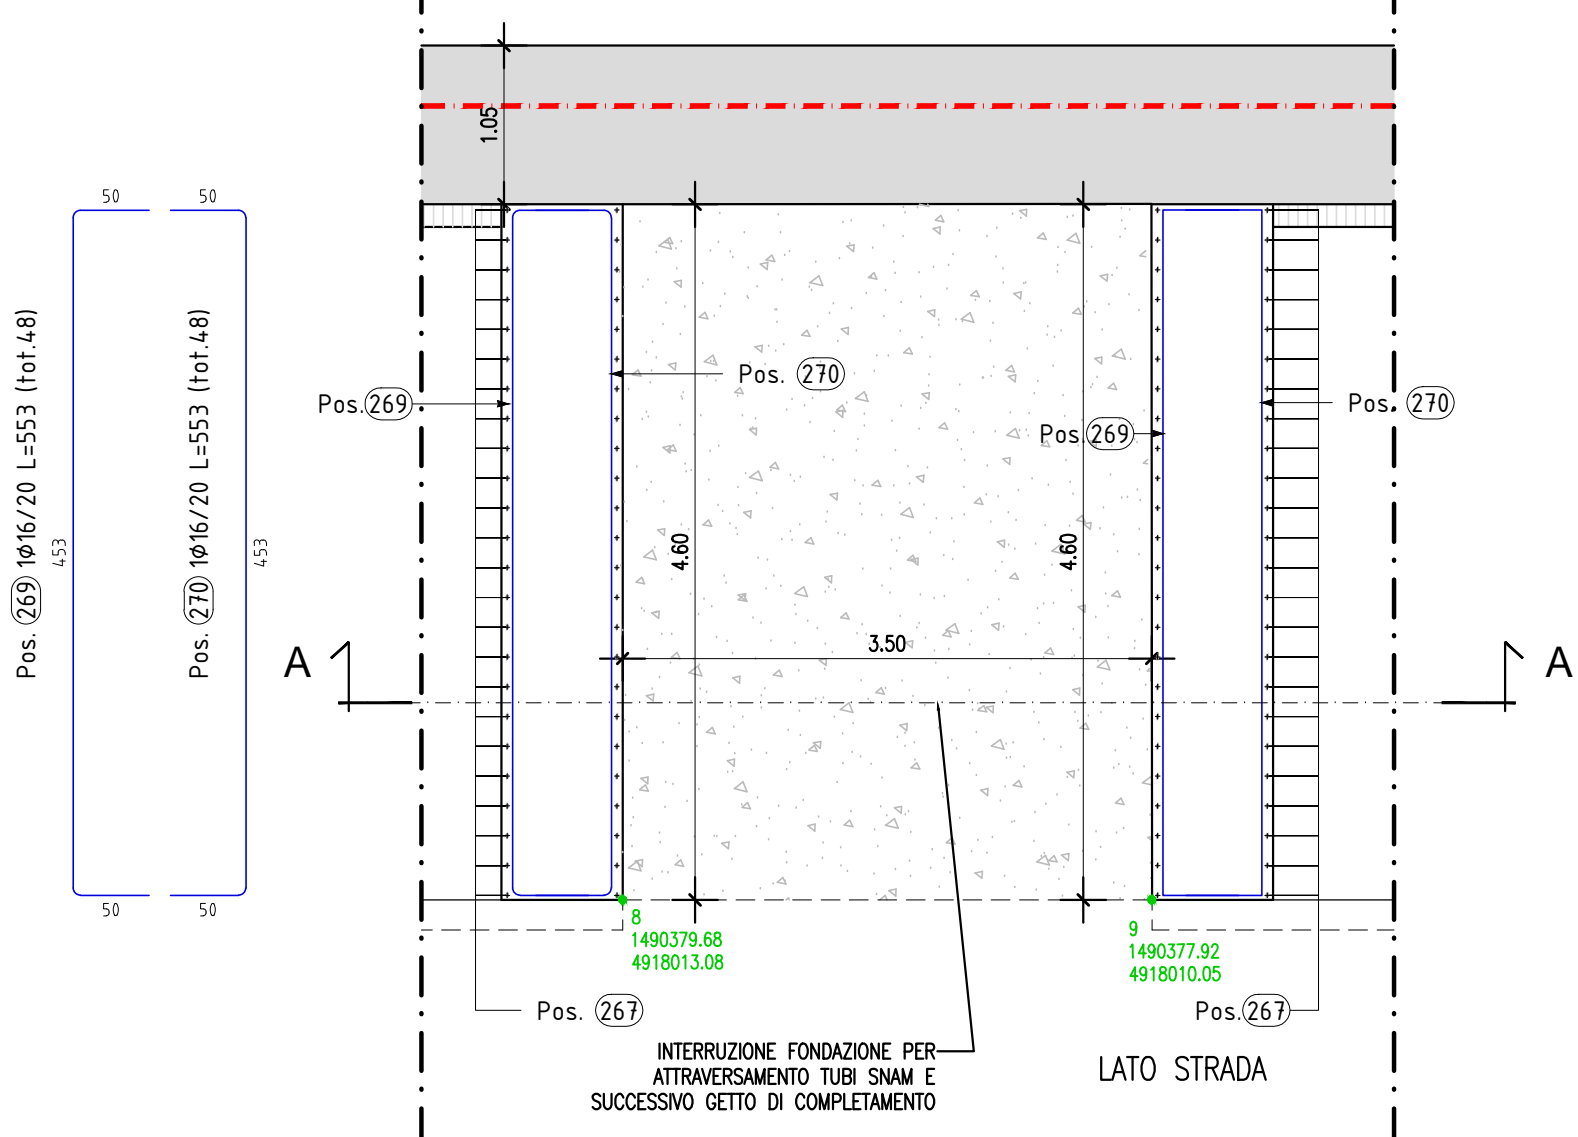 1.05
50
50
Pos. 269 1ϕ16/20 L=553 (tot.48)
453
Pos. 270 1ϕ16/20 L=553 (tot.48)
453
50
50
Pos. 269
Pos. 270
Pos. 269
Pos. 270
4.60
4.60
3.50
A
A
8
1490379.68
4918013.08
9
1490377.92
4918010.05
Pos. 267
Pos. 267
INTERRUZIONE FONDAZIONE PER
ATTRAVERSAMENTO TUBI SNAM E
SUCCESSIVO GETTO DI COMPLETAMENTO
LATO STRADA